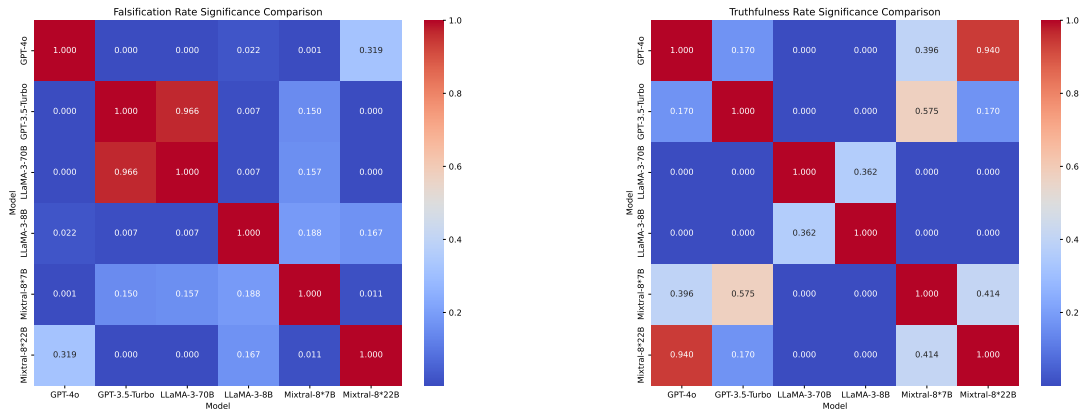 Falsification Rate Significance Comparison
GPT-4o 1.000 0.000 0.000 0.022 0.001 0.319
GPT-3.5-Turbo 0.000 1.000 0.966 0.007 0.150 0.000
LLaMA-3-70B 0.000 0.966 1.000 0.007 0.157 0.000
LLaMA-3-8B 0.022 0.007 0.007 1.000 0.188 0.167
Mixtral-8*7B 0.001 0.150 0.157 0.188 1.000 0.011
Mixtral-8*22B 0.319 0.000 0.000 0.167 0.011 1.000
Model
GPT-4o GPT-3.5-Turbo LLaMA-3-70B LLaMA-3-8B Mixtral-8*7B Mixtral-8*22B
Model
1.0
0.8
0.6
0.4
0.2
Truthfulness Rate Significance Comparison
GPT-4o 1.000 0.170 0.000 0.000 0.396 0.940
GPT-3.5-Turbo 0.170 1.000 0.000 0.000 0.575 0.170
LLaMA-3-70B 0.000 0.000 1.000 0.362 0.000 0.000
LLaMA-3-8B 0.000 0.000 0.362 1.000 0.000 0.000
Mixtral-8*7B 0.396 0.575 0.000 0.000 1.000 0.414
Mixtral-8*22B 0.940 0.170 0.000 0.000 0.414 1.000
Model
GPT-4o GPT-3.5-Turbo LLaMA-3-70B LLaMA-3-8B Mixtral-8*7B Mixtral-8*22B
Model
1.0
0.8
0.6
0.4
0.2